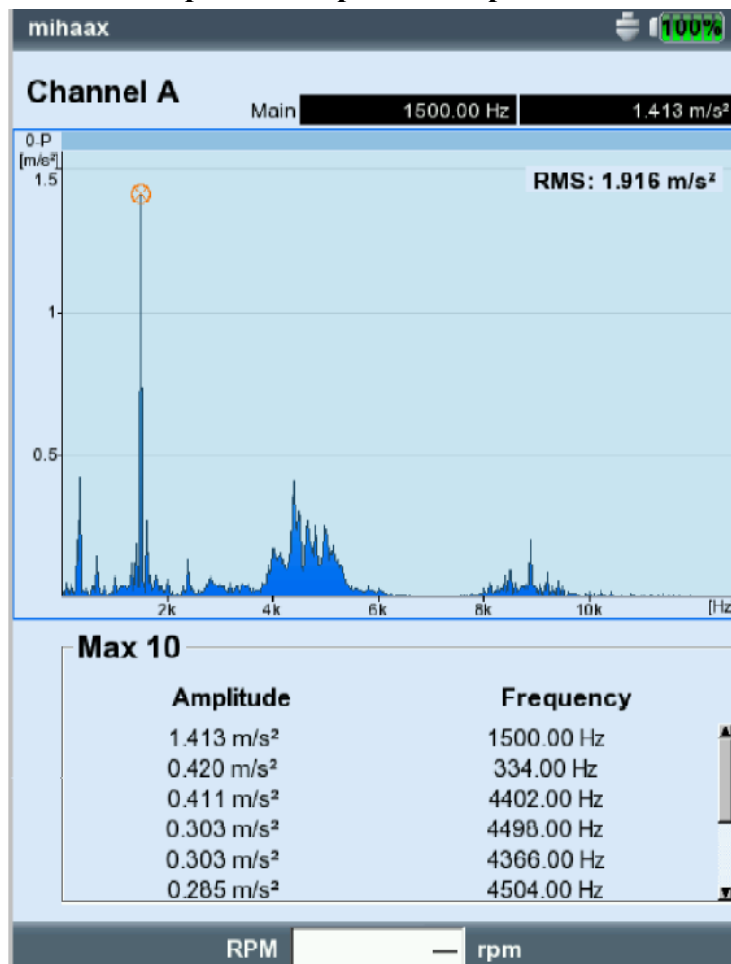 mihaax 100%
Channel A Main 1500.00 Hz 1.413 m/s²
0-P
[m/s²]
1.5 RMS: 1.916 m/s²
1
0.5
2k 4k 6k 8k 10k [Hz
Max 10
Amplitude Frequency
1.413 m/s² 1500.00 Hz
0.420 m/s² 334.00 Hz
0.411 m/s² 4402.00 Hz
0.303 m/s² 4498.00 Hz
0.303 m/s² 4366.00 Hz
0.285 m/s² 4504.00 Hz
RPM — rpm